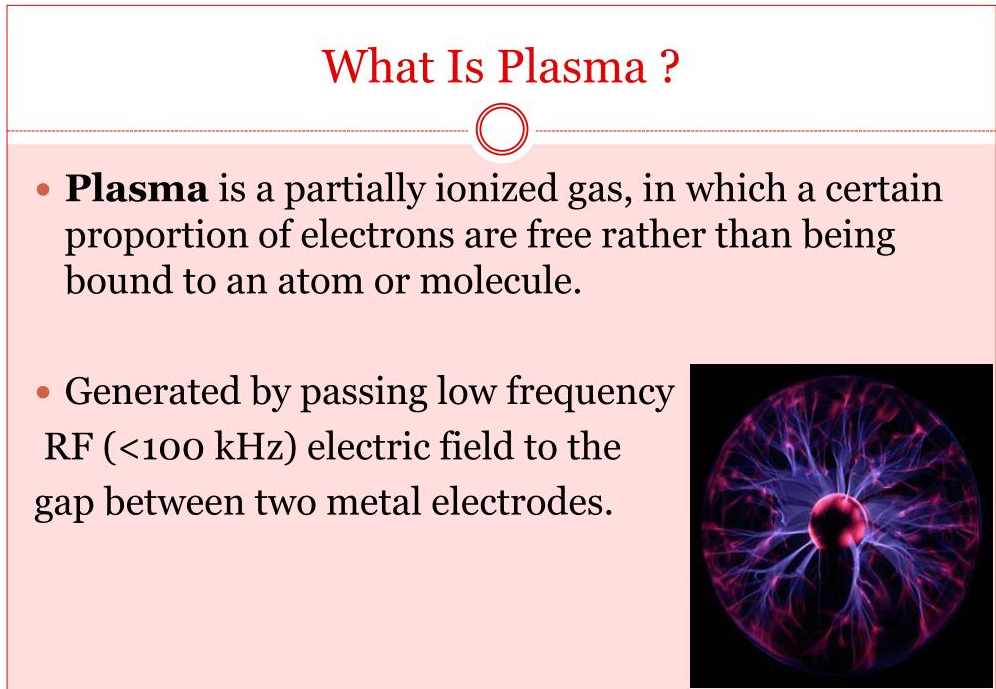 What Is Plasma ?
• Plasma is a partially ionized gas, in which a certain
proportion of electrons are free rather than being
bound to an atom or molecule.
• Generated by passing low frequency
RF (<100 kHz) electric field to the
gap between two metal electrodes.